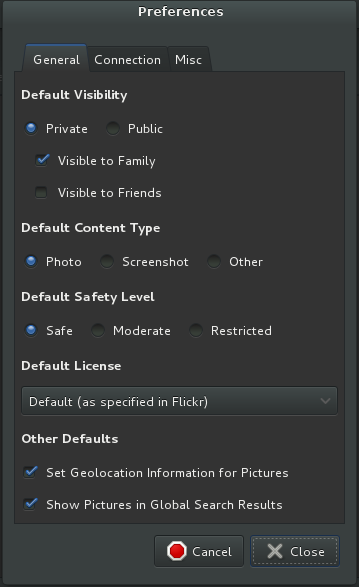 Preferences
General Connection Misc
Default Visibility
Private Public
Visible to Family
Visible to Friends
Default Content Type
Photo Screenshot Other
Default Safety Level
Safe Moderate Restricted
Default License
Default (as specified in Flickr)
Other Defaults
Set Geolocation Information for Pictures
Show Pictures in Global Search Results
Cancel Close